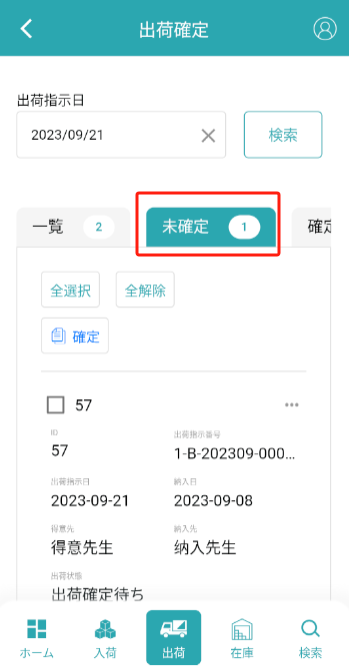 出荷確定
出荷指示日
2023/09/21
検索
一覧 2 未確定 1 確定
全選択 全解除
確定
57
ID 出荷指示番号
57 1-B-202309-000...
出荷指示日 納入日
2023-09-21 2023-09-08
得意先 納入先
得意先生 納入先生
出荷状態
出荷確定待ち
ホーム 入荷 出荷 在庫 検索